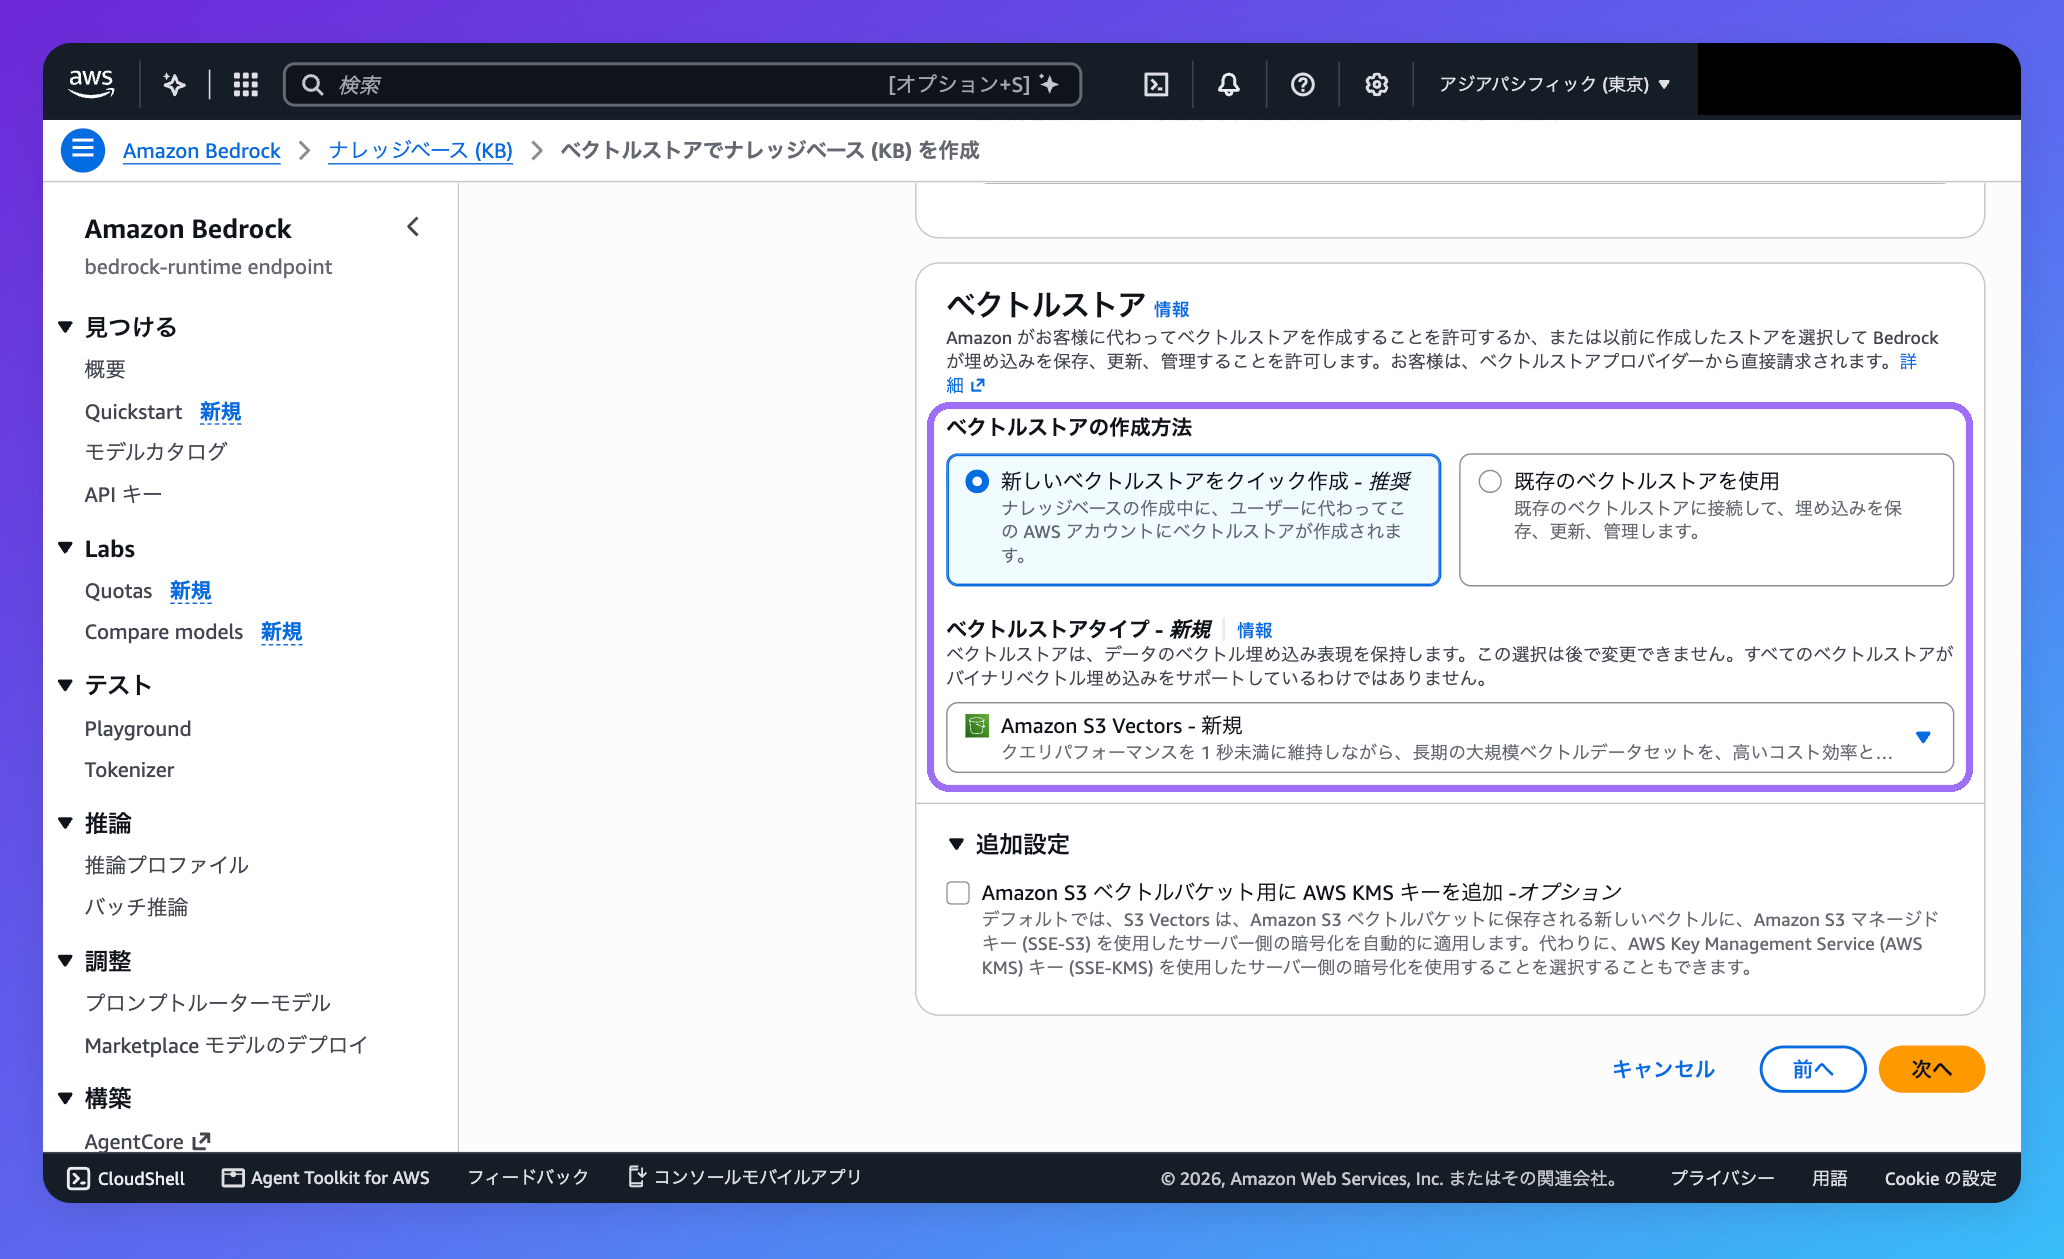 aws
検索
[オプション+S]
アジアパシフィック (東京) ▼
Amazon Bedrock
ナレッジベース (KB)
ベクトルストアでナレッジベース (KB) を作成
Amazon Bedrock
bedrock-runtime endpoint
見つける
概要
Quickstart 新規
モデルカタログ
API キー
Labs
Quotas 新規
Compare models 新規
テスト
Playground
Tokenizer
推論
推論プロファイル
バッチ推論
調整
プロンプトルーターモデル
Marketplace モデルのデプロイ
構築
AgentCore
ベクトルストア 情報
Amazon がお客様に代わってベクトルストアを作成することを許可するか、または以前に作成したストアを選択して Bedrock
が埋め込みを保存、更新、管理することを許可します。お客様は、ベクトルストアプロバイダーから直接請求されます。詳
細
ベクトルストアの作成方法
新しいベクトルストアをクイック作成 - 推奨
ナレッジベースの作成中に、ユーザーに代わってこ
の AWS アカウントにベクトルストアが作成されま
す。
既存のベクトルストアを使用
既存のベクトルストアに接続して、埋め込みを保
存、更新、管理します。
ベクトルストアタイプ - 新規 情報
ベクトルストアは、データのベクトル埋め込み表現を保持します。この選択は後で変更できません。すべてのベクトルストアが
バイナリベクトル埋め込みをサポートしているわけではありません。
Amazon S3 Vectors - 新規
クエリパフォーマンスを 1 秒未満に維持しながら、長期の大規模ベクトルデータセットを、高いコスト効率と...
追加設定
Amazon S3 ベクトルバケット用に AWS KMS キーを追加 -オプション
デフォルトでは、S3 Vectors は、Amazon S3 ベクトルバケットに保存される新しいベクトルに、Amazon S3 マネージド
キー (SSE-S3) を使用したサーバー側の暗号化を自動的に適用します。代わりに、AWS Key Management Service (AWS
KMS) キー (SSE-KMS) を使用したサーバー側の暗号化を使用することを選択することもできます。
キャンセル
前へ
次へ
CloudShell
Agent Toolkit for AWS
フィードバック
コンソールモバイルアプリ
© 2026, Amazon Web Services, Inc. またはその関連会社。
プライバシー
用語
Cookie の設定